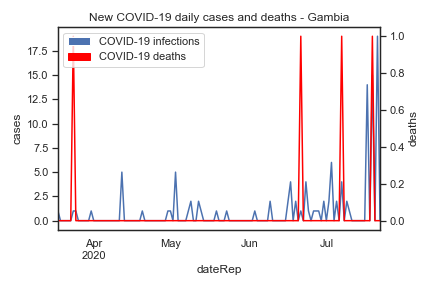 New COVID-19 daily cases and deaths - Gambia
COVID-19 infections
COVID-19 deaths
17.5
15.0
12.5
10.0
7.5
5.0
2.5
0.0
cases
1.0
0.8
0.6
0.4
0.2
0.0
deaths
Apr
2020
May
Jun
Jul
dateRep